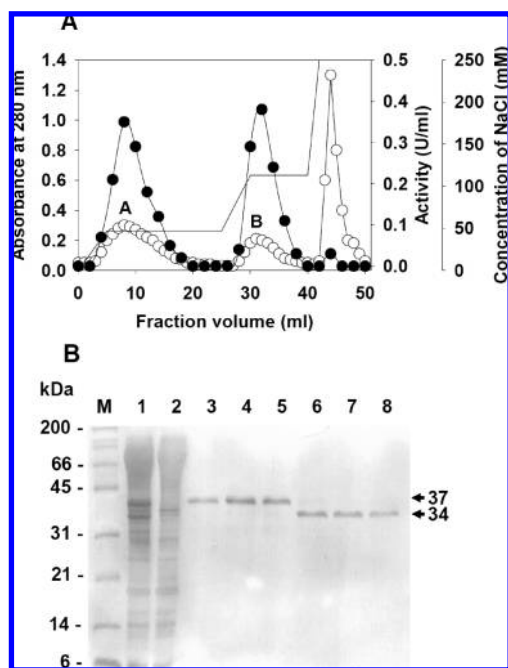 A
1.4
1.2
1.0
0.8
0.6
0.4
0.2
0.0
Absorbance at 280 nm
A
B
0.5
0.4
0.3
0.2
0.1
0.0
Activity (U/ml)
250
200
150
100
50
0
Concentration of NaCl (mM)
0 10 20 30 40 50
Fraction volume (ml)
B
kDa
M 1 2 3 4 5 6 7 8
200 -
66 -
45 -
31 -
21 -
14 -
6 -
37
34